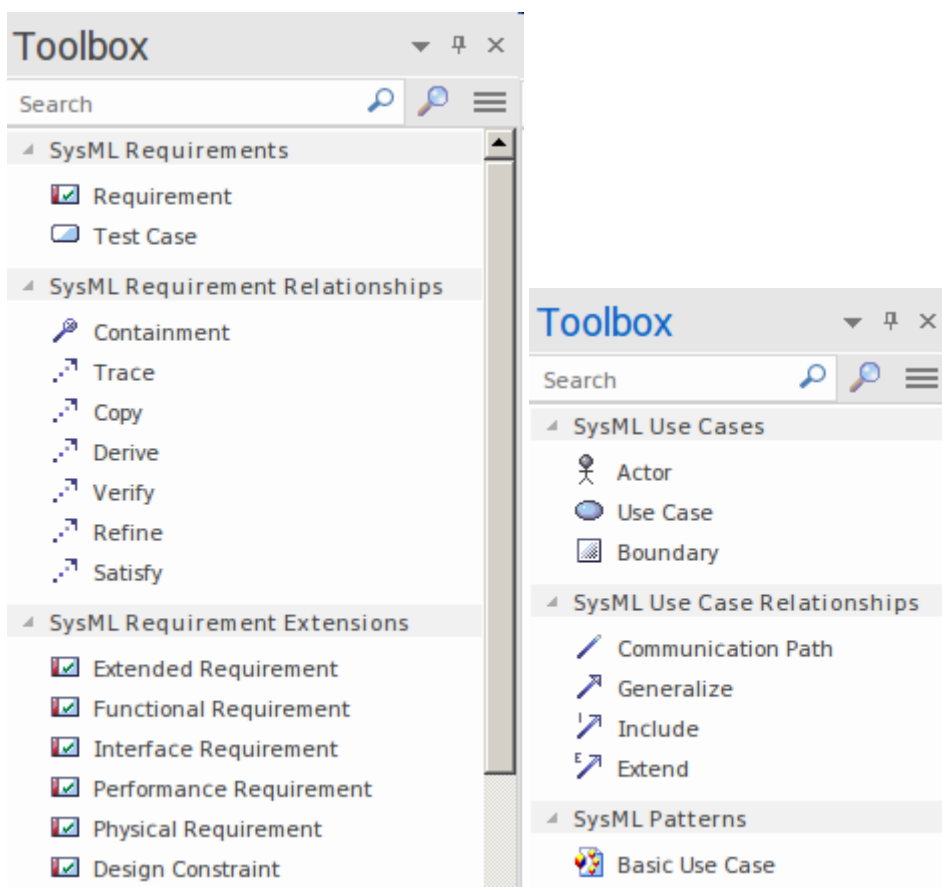 Toolbox
Search
SysML Requirements
Requirement
Test Case
SysML Requirement Relationships
Containment
Trace
Copy
Derive
Verify
Refine
Satisfy
SysML Requirement Extensions
Extended Requirement
Functional Requirement
Interface Requirement
Performance Requirement
Physical Requirement
Design Constraint
Toolbox
Search
SysML Use Cases
Actor
Use Case
Boundary
SysML Use Case Relationships
Communication Path
Generalize
Include
Extend
SysML Patterns
Basic Use Case